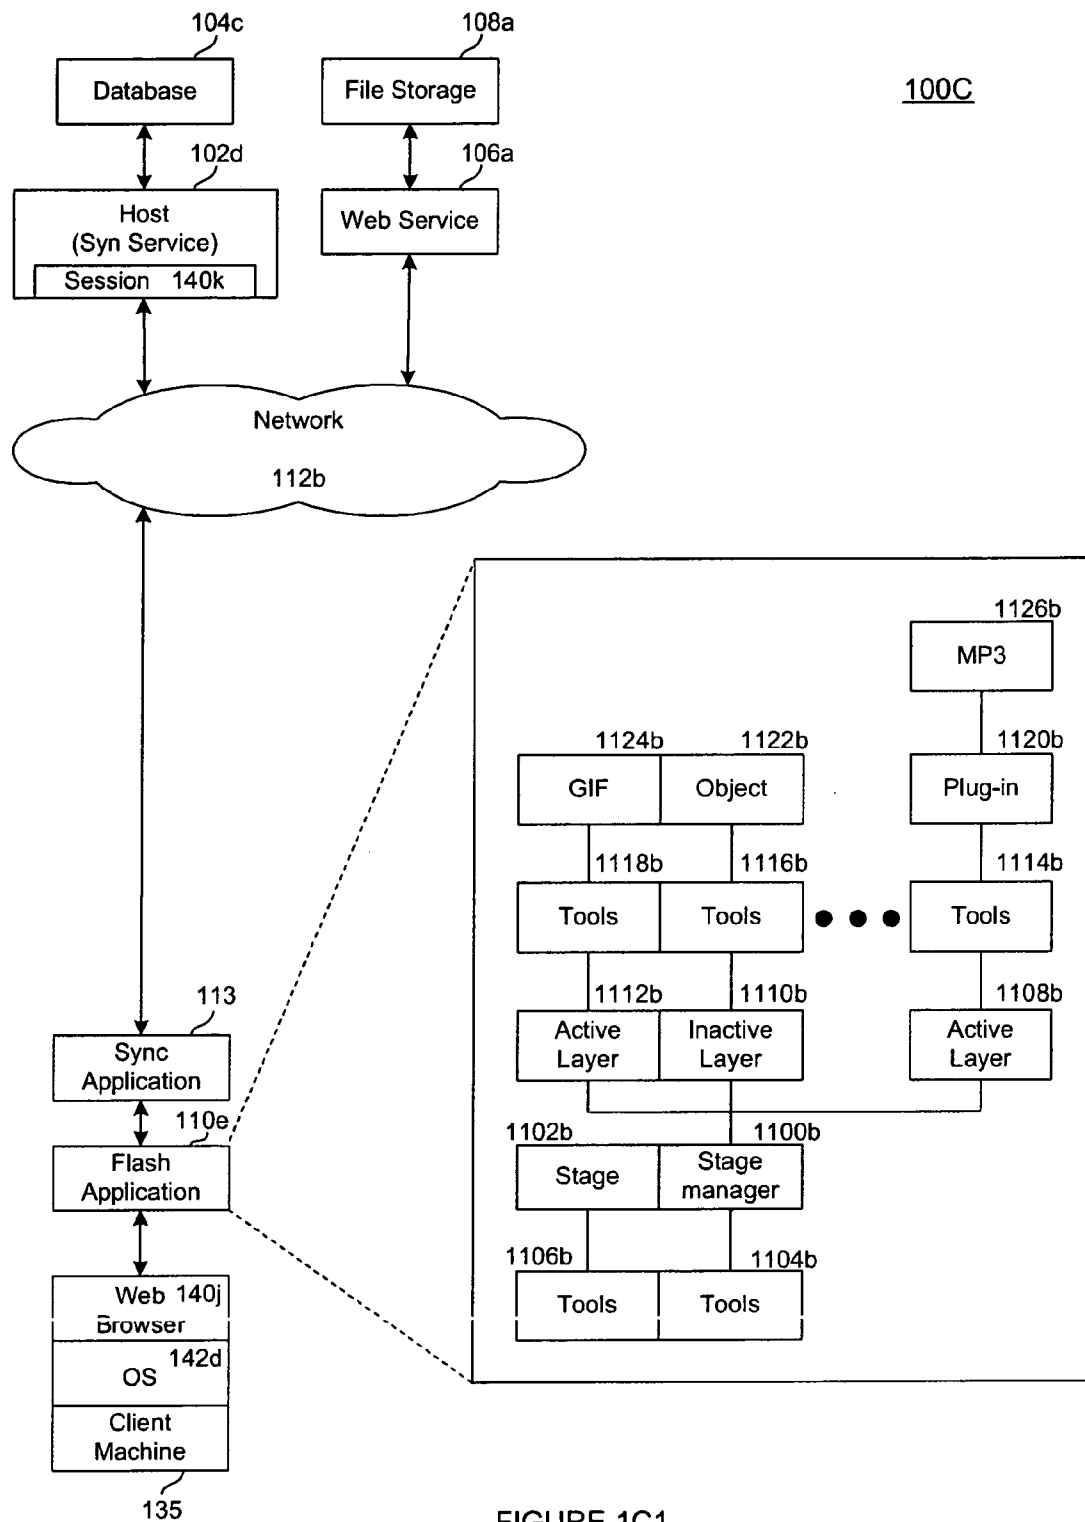 104c
108a
Database
File Storage
100C
102d
106a
Host
(Syn Service)
Web Service
Session 140k
Network
112b
1126b
MP3
1124b
1122b
1120b
GIF
Object
Plug-in
1118b
1116b
1114b
Tools
Tools
Tools
1112b
1110b
1108b
Active
Layer
Inactive
Layer
Active
Layer
113
Sync
Application
110e
Flash
Application
1102b
1100b
Stage
Stage
manager
1106b
1104b
Tools
Tools
Web 140j
Browser
142d
OS
Client
Machine
135
FIGURE 1C1